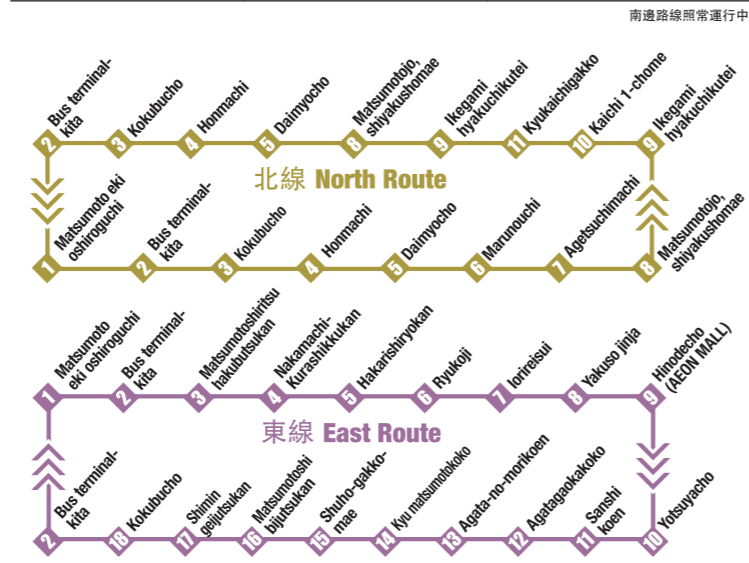 南邊路線照常運行中
2 Bus terminal-
kita
3 Kokubucho
4 Honmachi
5 Daimyocho
8 Matsumotojo,
shiyakushomae
9 Ikegami
hyakuchikutei
11 Kyukaichigakko
10 Kaichi 1-chome
9 Ikegami
hyakuchikutei
北線 North Route
1 Matsumoto eki
oshiroguchi
2 Bus terminal-
kita
3 Kokubucho
4 Honmachi
5 Daimyocho
6 Marunouchi
7 Agetsuchimachi
8 Matsumotojo,
shiyakushomae
1 Matsumoto
eki oshiroguchi
2 Bus terminal-
kita
3 Matsumotoshiritsu
hakubutsukan
4 Nakamachi-
Kurashikkukan
5 Hakarishiryokan
6 Ryukoji
7 Iorireisui
8 Yakuso jinja
9 Hinodecho
(AEON MALL)
東線 East Route
2 Bus terminal-
kita
18 Kokubucho
17 Shimin
geijutsukan
16 Matsumotoshi
bijutsukan
15 Shuho-gakko-
mae
14 Kyu matsumotokoko
13 Agata-no-morikoen
12 Agatagaokakoko
11 Sanshi
koen
10 Yotsuyacho